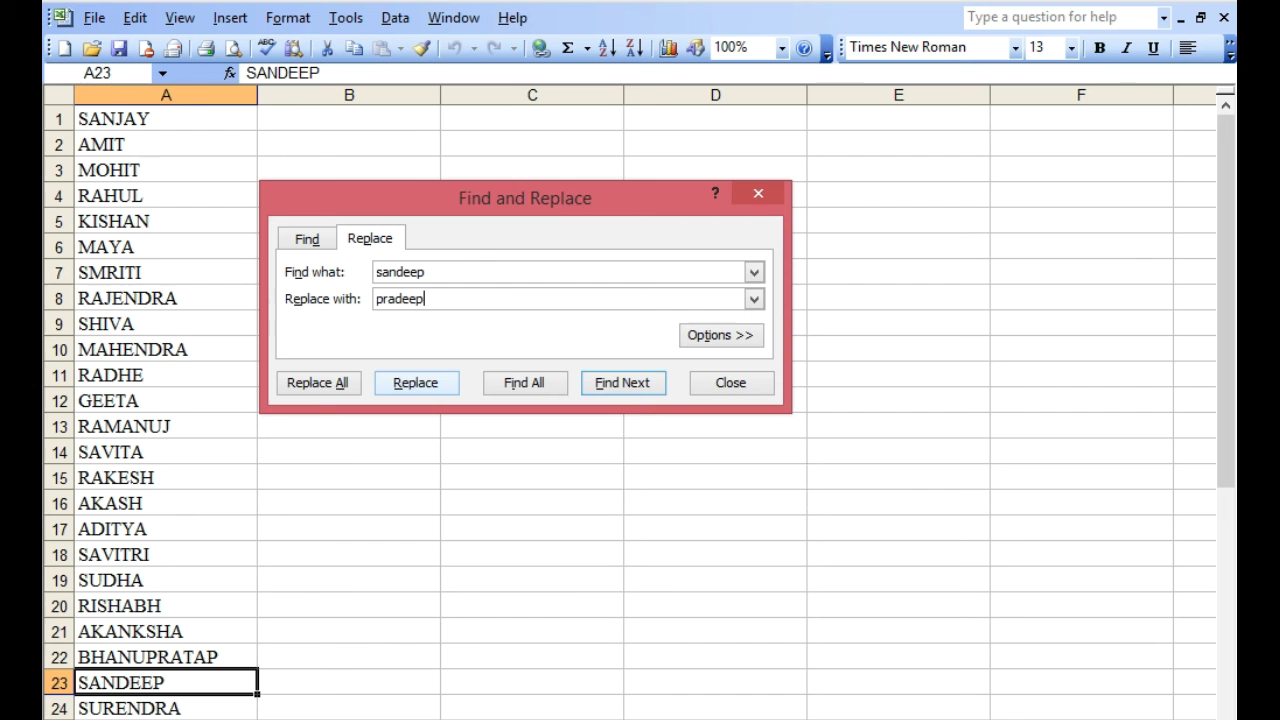 File Edit View Insert Format Tools Data Window Help Type a question for help
ABC Σ A Z Z A 100% Times New Roman 13 B I U
A23 fx SANDEEP
A B C D E F
1 SANJAY
2 AMIT
3 MOHIT
4 RAHUL
5 KISHAN
6 MAYA
7 SMRITI
8 RAJENDRA
9 SHIVA
10 MAHENDRA
11 RADHE
12 GEETA
13 RAMANUJ
14 SAVITA
15 RAKESH
16 AKASH
17 ADITYA
18 SAVITRI
19 SUDHA
20 RISHABH
21 AKANKSHA
22 BHANUPRATAP
23 SANDEEP
24 SURENDRA
Find and Replace ? ×
Find Replace
Find what: sandeep
Replace with: pradeep
Options >>
Replace All Replace Find All Find Next Close